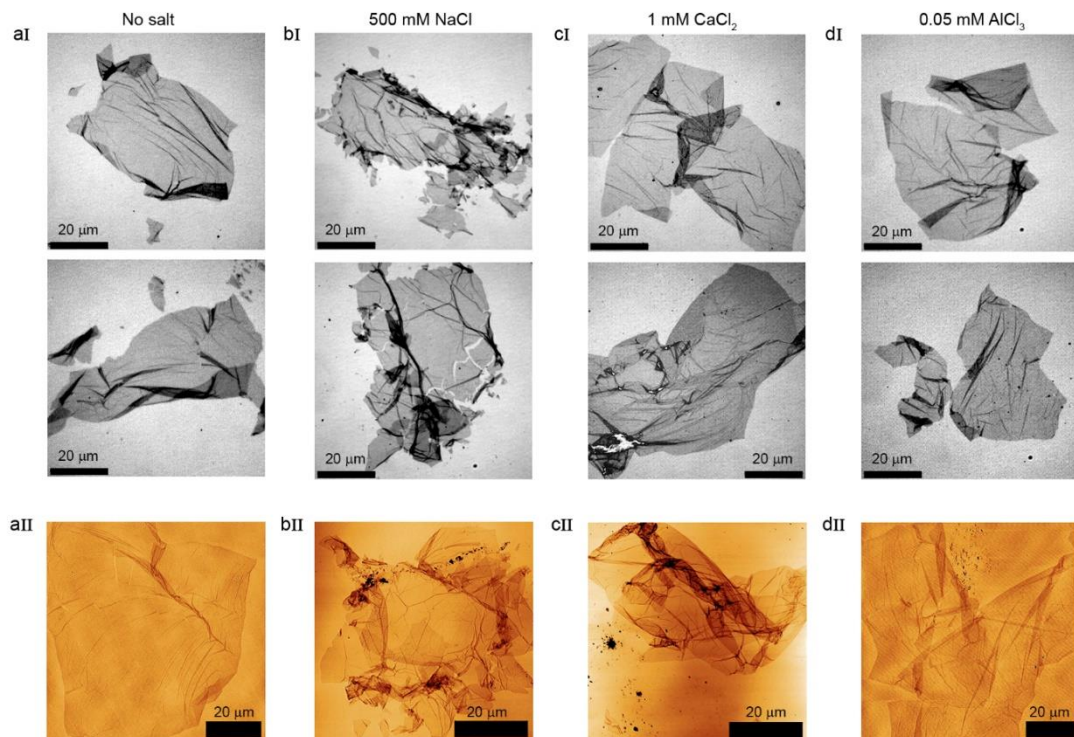 No salt
500 mM NaCl
1 mM CaCl₂
0.05 mM AlCl₃
aI
bI
cI
dI
20 μm
20 μm
20 μm
20 μm
20 μm
20 μm
20 μm
20 μm
aII
bII
cII
dII
20 μm
20 μm
20 μm
20 μm